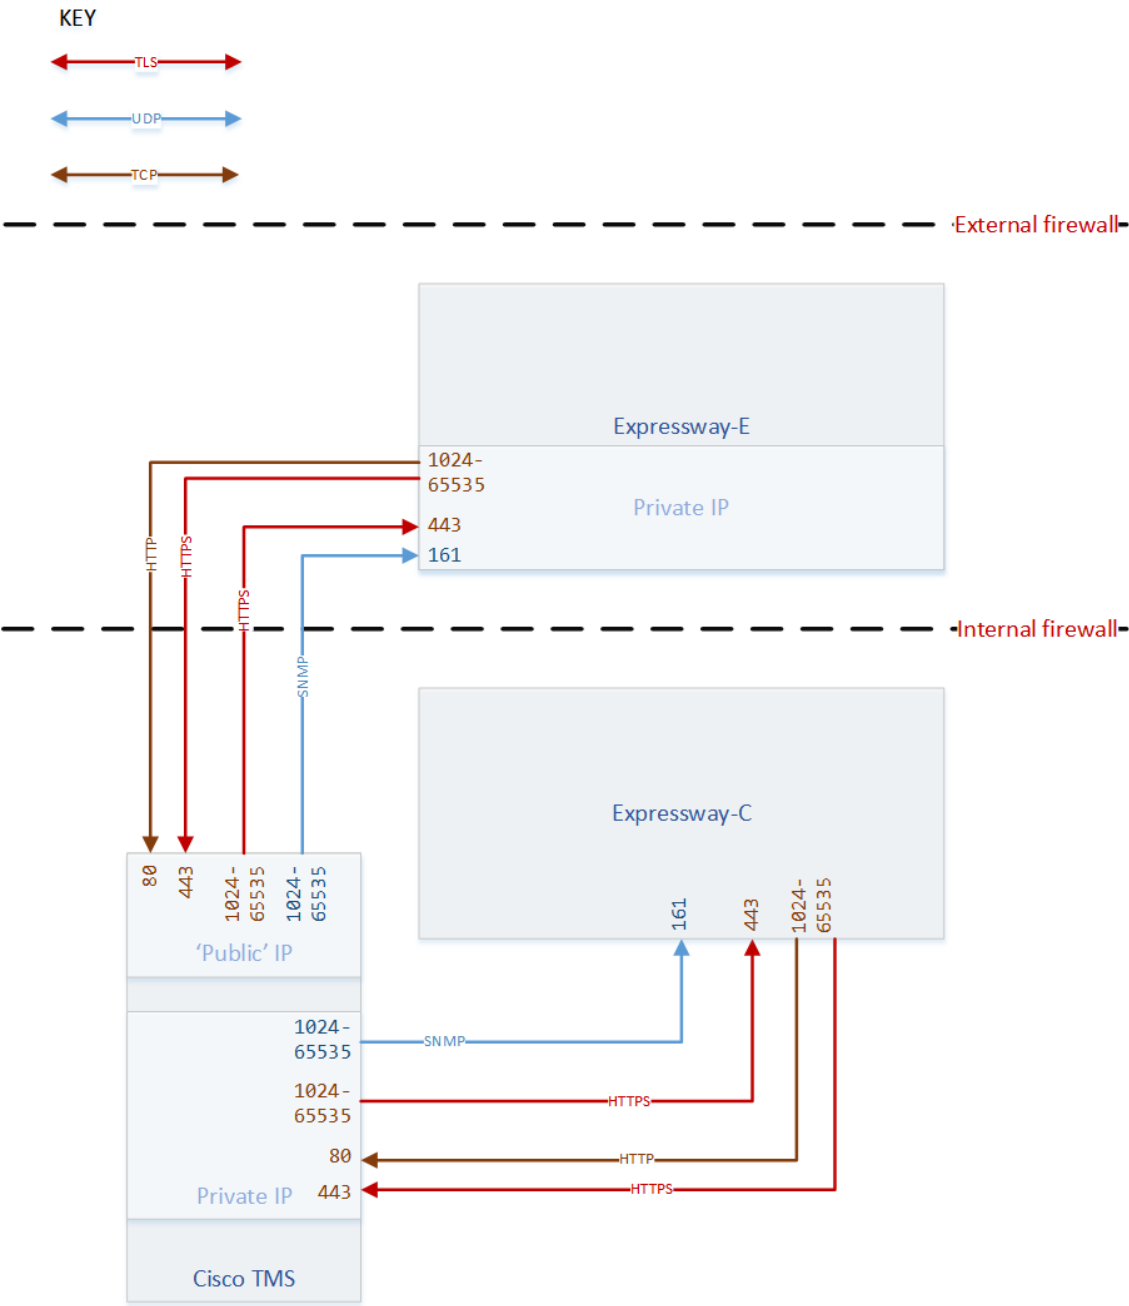 KEY
TLS
UDP
TCP
External firewall
Expressway-E
1024-
65535
Private IP
443
161
HTTP
HTTPS
HTTPS
SNMP
Internal firewall
Expressway-C
161
443
1024-
65535
80
443
1024-
65535
1024-
65535
'Public' IP
1024-
65535
SNMP
1024-
65535
HTTPS
80
HTTP
Private IP
443
HTTPS
Cisco TMS